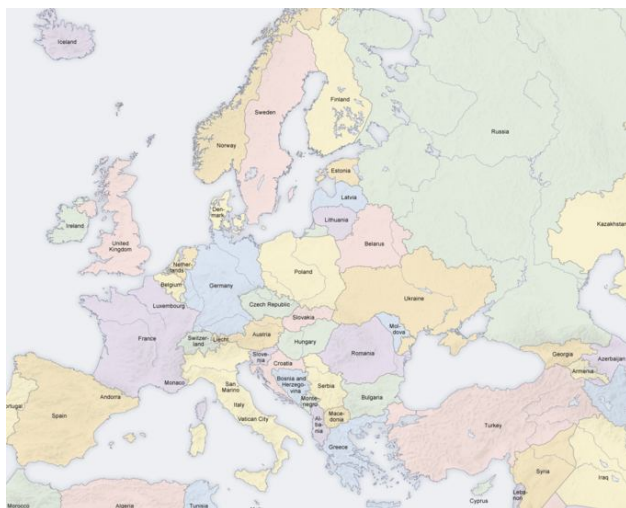 Iceland
Finland
Sweden
Norway
Russia
Estonia
Latvia
Lithuania
Den-
mark
Ireland
United
Kingdom
Belarus
Kazakhstan
Nether-
lands
Belgium
Germany
Poland
Luxembourg
Czech Republic
Ukraine
Slovakia
France
Switzer-
land
Liecht.
Austria
Hungary
Mol-
dova
Slove-
nia
Croatia
Romania
Georgia
Azerbaijan
Armenia
Monaco
San
Marino
Bosnia and
Herzego-
vina
Serbia
Andorra
Monte-
negro
Bulgaria
ortugal
Spain
Italy
Vatican City
Al-
ba-
nia
Mace-
donia
Turkey
Greece
Syria
Iraq
Cyprus
Leba-
non
Morocco
Algeria
Tunisia